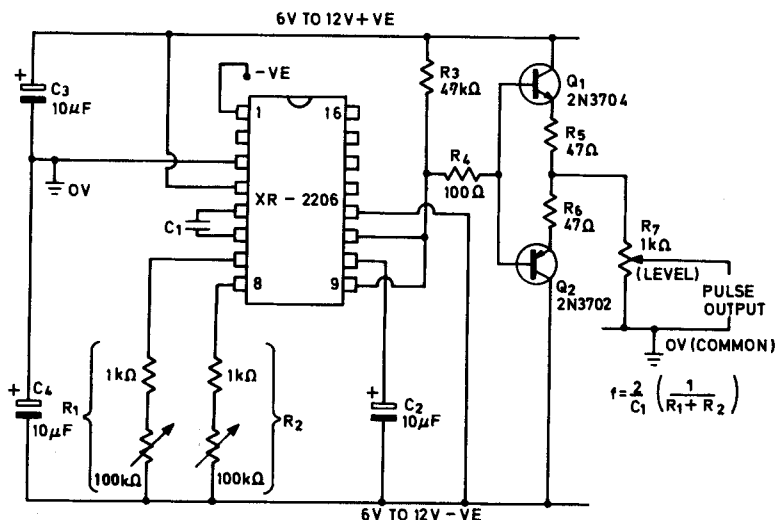 6V TO 12V +VE
+
C3
10µF
-VE
1
16
R3
47kΩ
Q1
2N3704
R4
100Ω
R5
47Ω
0V
XR - 2206
C1
R6
47Ω
R7
1kΩ
(LEVEL)
Q2
2N3702
PULSE
OUTPUT
8
9
0V (COMMON)
+
C4
10µF
R1
1kΩ
100kΩ
1kΩ
100kΩ
R2
+
C2
10µF
f = 2/C1 (1/R1 + R2)
6V TO 12V -VE